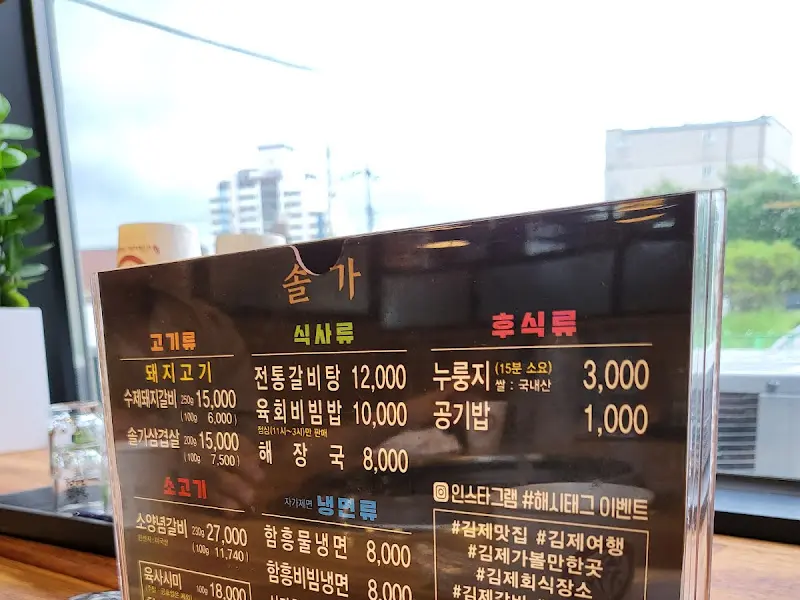 솔가
고기류
돼지고기
수제돼지갈비 250g 15,000
(100g 6,000)
솔가삼겹살 200g 15,000
(100g 7,500)
소고기
소양념갈비 230g 27,000
(100g 11,740)
육사시미 100g 18,000
식사류
전통갈비탕 12,000
육회비빔밥 10,000
점심(11시~3시)만 판매
해장국 8,000
자가제면 냉면류
함흥물냉면 8,000
함흥비빔냉면 8,000
후식류
누룽지 (15분 소요) 쌀 : 국내산 3,000
공기밥 1,000
인스타그램 #해시태그 이벤트
#김제맛집 #김제여행
#김제가볼만한곳
#김제회식장소